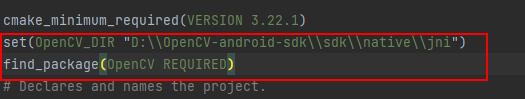 cmake_minimum_required(VERSION 3.22.1)
set(OpenCV_DIR "D:\\OpenCV-android-sdk\\sdk\\native\\jni")
find_package(OpenCV REQUIRED)
# Declares and names the project.